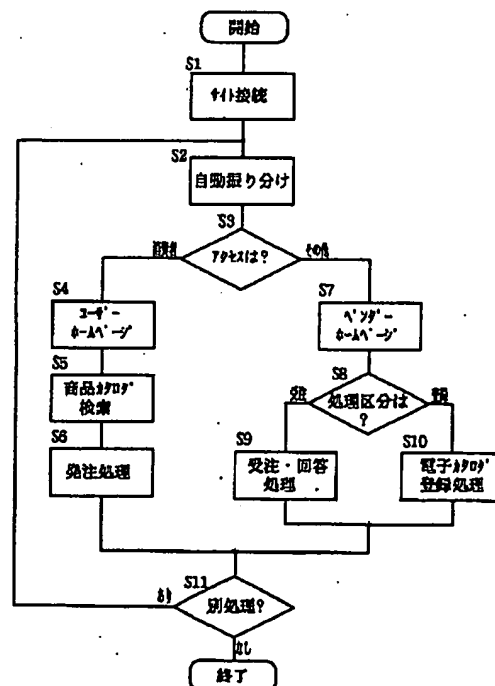 開始
S1
サイト接続
S2
自動振り分け
S3
アクセスは?
その他
S4
ユーザー
ホームページ
S7
ベンダー
ホームページ
S5
商品カタログ
検索
S8
処理区分は
?
S6
発注処理
S9
受注・回答
処理
S10
電子カタログ
登録処理
S11
別処理?
あり
なし
終了